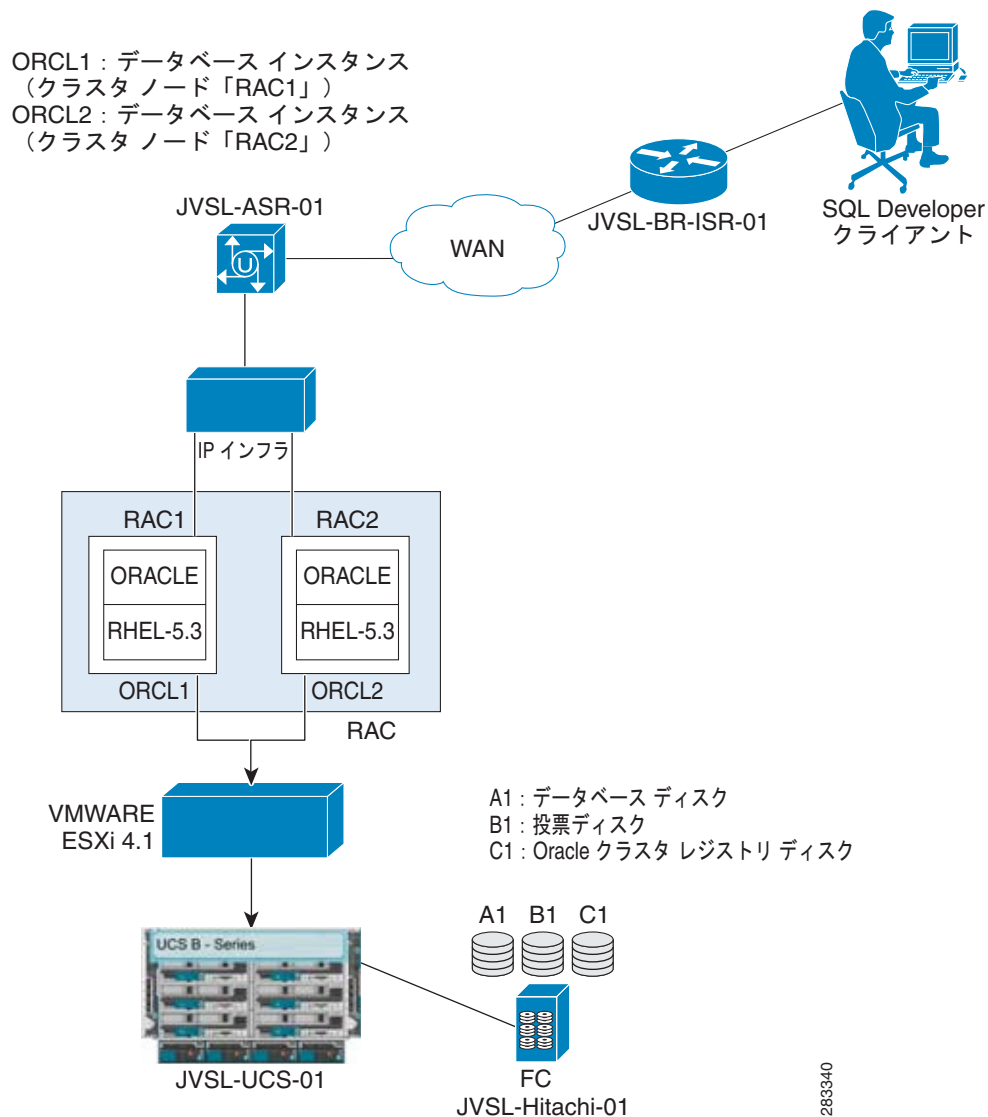 ORCL1：データベース インスタンス
（クラスタ ノード「RAC1」）
ORCL2：データベース インスタンス
（クラスタ ノード「RAC2」）
JVSL-ASR-01
WAN
JVSL-BR-ISR-01
SQL Developer
クライアント
U
IP インフラ
RAC1
RAC2
ORACLE
ORACLE
RHEL-5.3
RHEL-5.3
ORCL1
ORCL2
RAC
VMWARE
ESXi 4.1
A1：データベース ディスク
B1：投票ディスク
C1：Oracle クラスタ レジストリ ディスク
A1
B1
C1
UCS B - Series
JVSL-UCS-01
FC
JVSL-Hitachi-01
283340